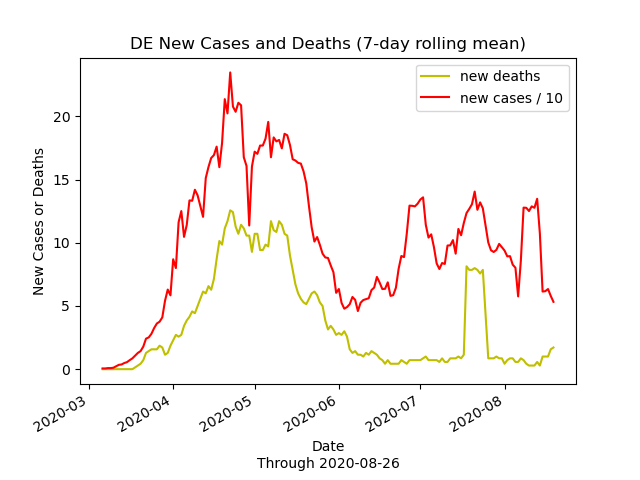 DE New Cases and Deaths (7-day rolling mean)
new deaths
new cases / 10
New Cases or Deaths
20
15
10
5
0
2020-03
2020-04
2020-05
2020-06
2020-07
2020-08
Date
Through 2020-08-26